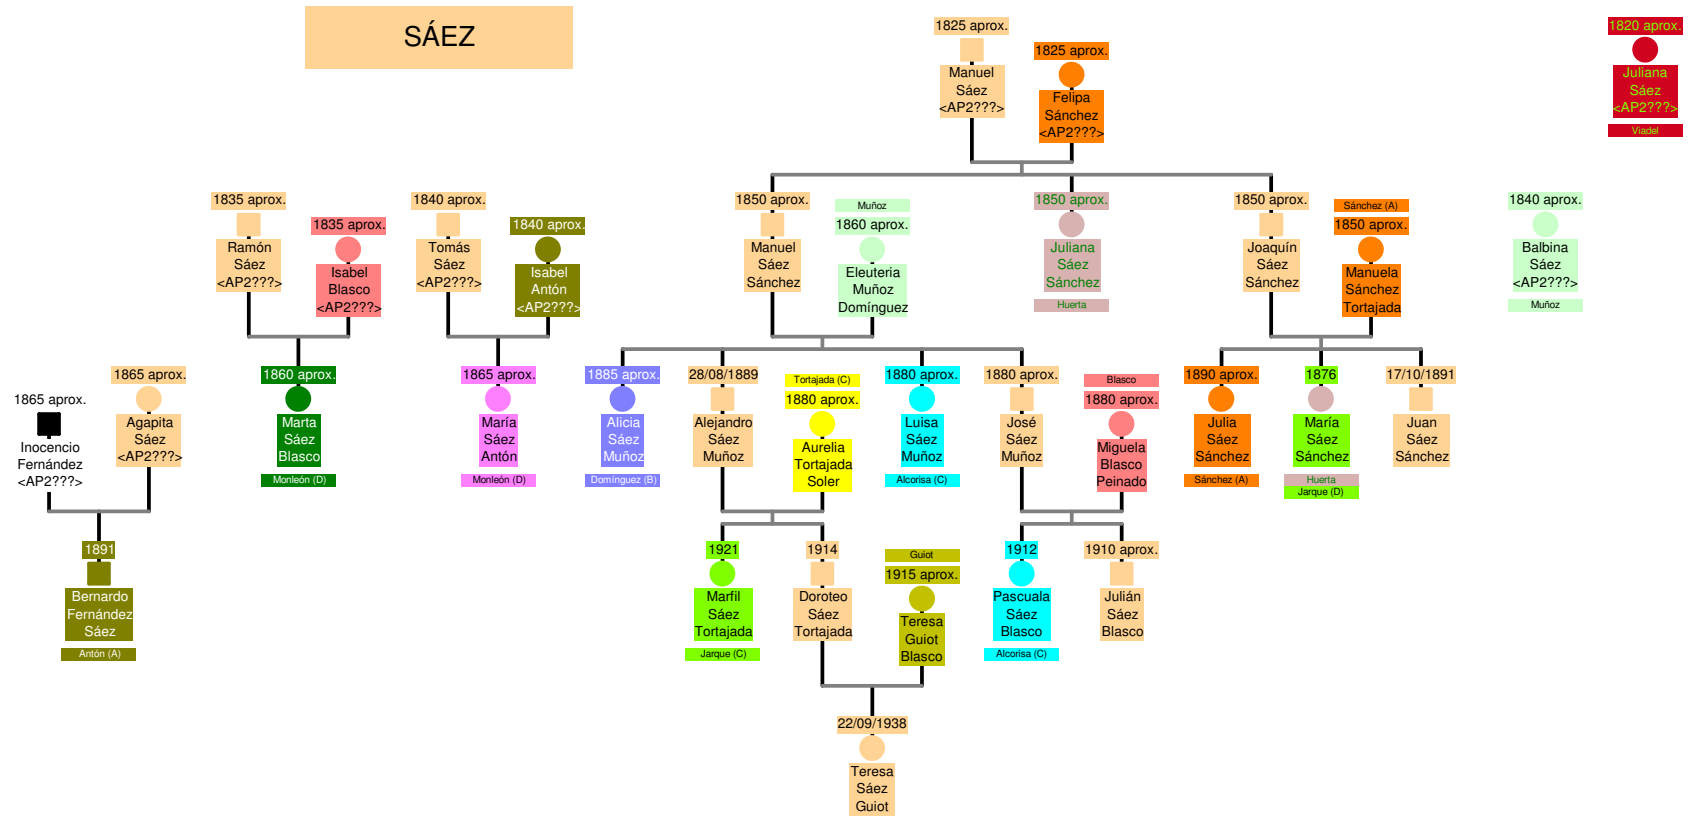 SÁEZ
1825 aprox.
Manuel
Sáez
<AP2???>
1825 aprox.
Felipa
Sánchez
<AP2???>
1820 aprox.
Juliana
Sáez
<AP2???>
Viadel
1835 aprox.
Ramón
Sáez
<AP2???>
1835 aprox.
Isabel
Blasco
<AP2???>
1840 aprox.
Tomás
Sáez
<AP2???>
1840 aprox.
Isabel
Antón
<AP2???>
1850 aprox.
Manuel
Sáez
Sánchez
Muñoz
1860 aprox.
Eleuteria
Muñoz
Domínguez
1850 aprox.
Juliana
Sáez
Sánchez
Huerta
1850 aprox.
Joaquín
Sáez
Sánchez
Sánchez (A)
1850 aprox.
Manuela
Sánchez
Tortajada
1840 aprox.
Balbina
Sáez
<AP2???>
Muñoz
1865 aprox.
Inocencio
Fernández
<AP2???>
1865 aprox.
Agapita
Sáez
<AP2???>
1860 aprox.
Marta
Sáez
Blasco
Monleón (D)
1865 aprox.
María
Sáez
Antón
Monleón (D)
1885 aprox.
Alicia
Sáez
Muñoz
Domínguez (B)
28/08/1889
Alejandro
Sáez
Muñoz
Tortajada (C)
1880 aprox.
Aurelia
Tortajada
Soler
1880 aprox.
Luisa
Sáez
Muñoz
Alcorisa (C)
1880 aprox.
José
Sáez
Muñoz
Blasco
1880 aprox.
Miguela
Blasco
Peinado
1890 aprox.
Julia
Sáez
Sánchez
Sánchez (A)
1876
María
Sáez
Sánchez
Huerta
Jarque (D)
17/10/1891
Juan
Sáez
Sánchez
1891
Bernardo
Fernández
Sáez
Antón (A)
1921
Marfil
Sáez
Tortajada
Jarque (C)
1914
Doroteo
Sáez
Tortajada
Guiot
1915 aprox.
Teresa
Guiot
Blasco
1912
Pascuala
Sáez
Blasco
Alcorisa (C)
1910 aprox.
Julián
Sáez
Blasco
22/09/1938
Teresa
Sáez
Guiot